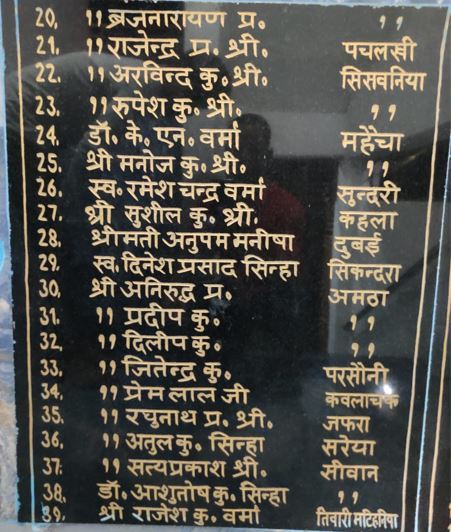 20. " ब्रजनारायण प्र. "
21. " राजेन्द्र प्र. श्री. पचलखी
22. " अरविन्द कु. श्री. सिसवनिया
23. " रुपेश कु. श्री. "
24. डॉ. के. एन. वर्मा महैचा
25. श्री मनोज कु. श्री. "
26. स्व. रमेश चन्द्र वर्मा सुन्दरी
27. श्री सुशील कु. श्री. कहला
28. श्रीमती अनुपम मनीषा दुबई
29. स्व. दिनेश प्रसाद सिन्हा सिकन्दरा
30. श्री अनिरुद्ध प्र. अमठा
31. " प्रदीप कु. "
32. " दिलीप कु. "
33. " जितेन्द्र कु. परसौनी
34. " प्रेम लाल जी कवलाचक
35. " रघुनाथ प्र. श्री. जफरा
36. " अतुल कु. सिन्हा सरेया
37. " सत्यप्रकाश श्री. सीवान
38. डॉ. आशुतोष कु. सिन्हा "
39. श्री राजेश कु. वर्मा तिवारी मटिहनिया